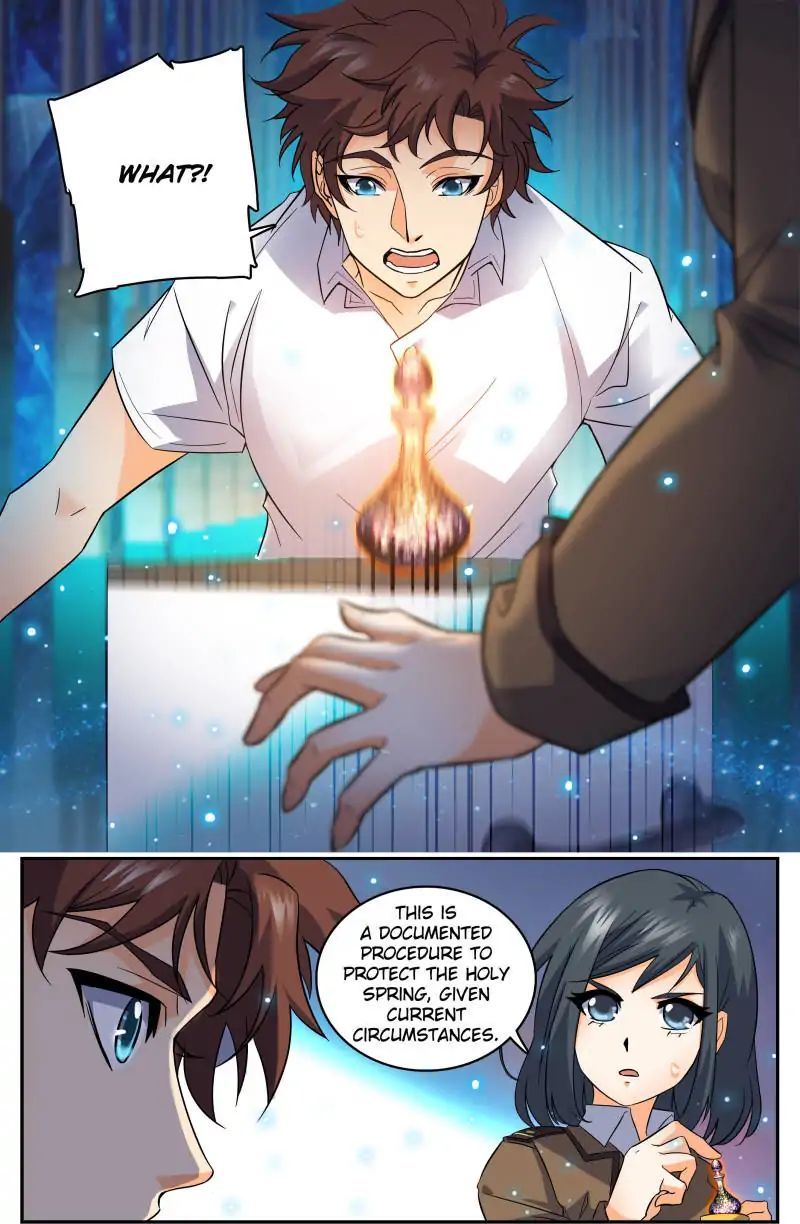 WHAT?!
THIS IS
A DOCUMENTED
PROCEDURE TO
PROTECT THE HOLY
SPRING, GIVEN
CURRENT
CIRCUMSTANCES.